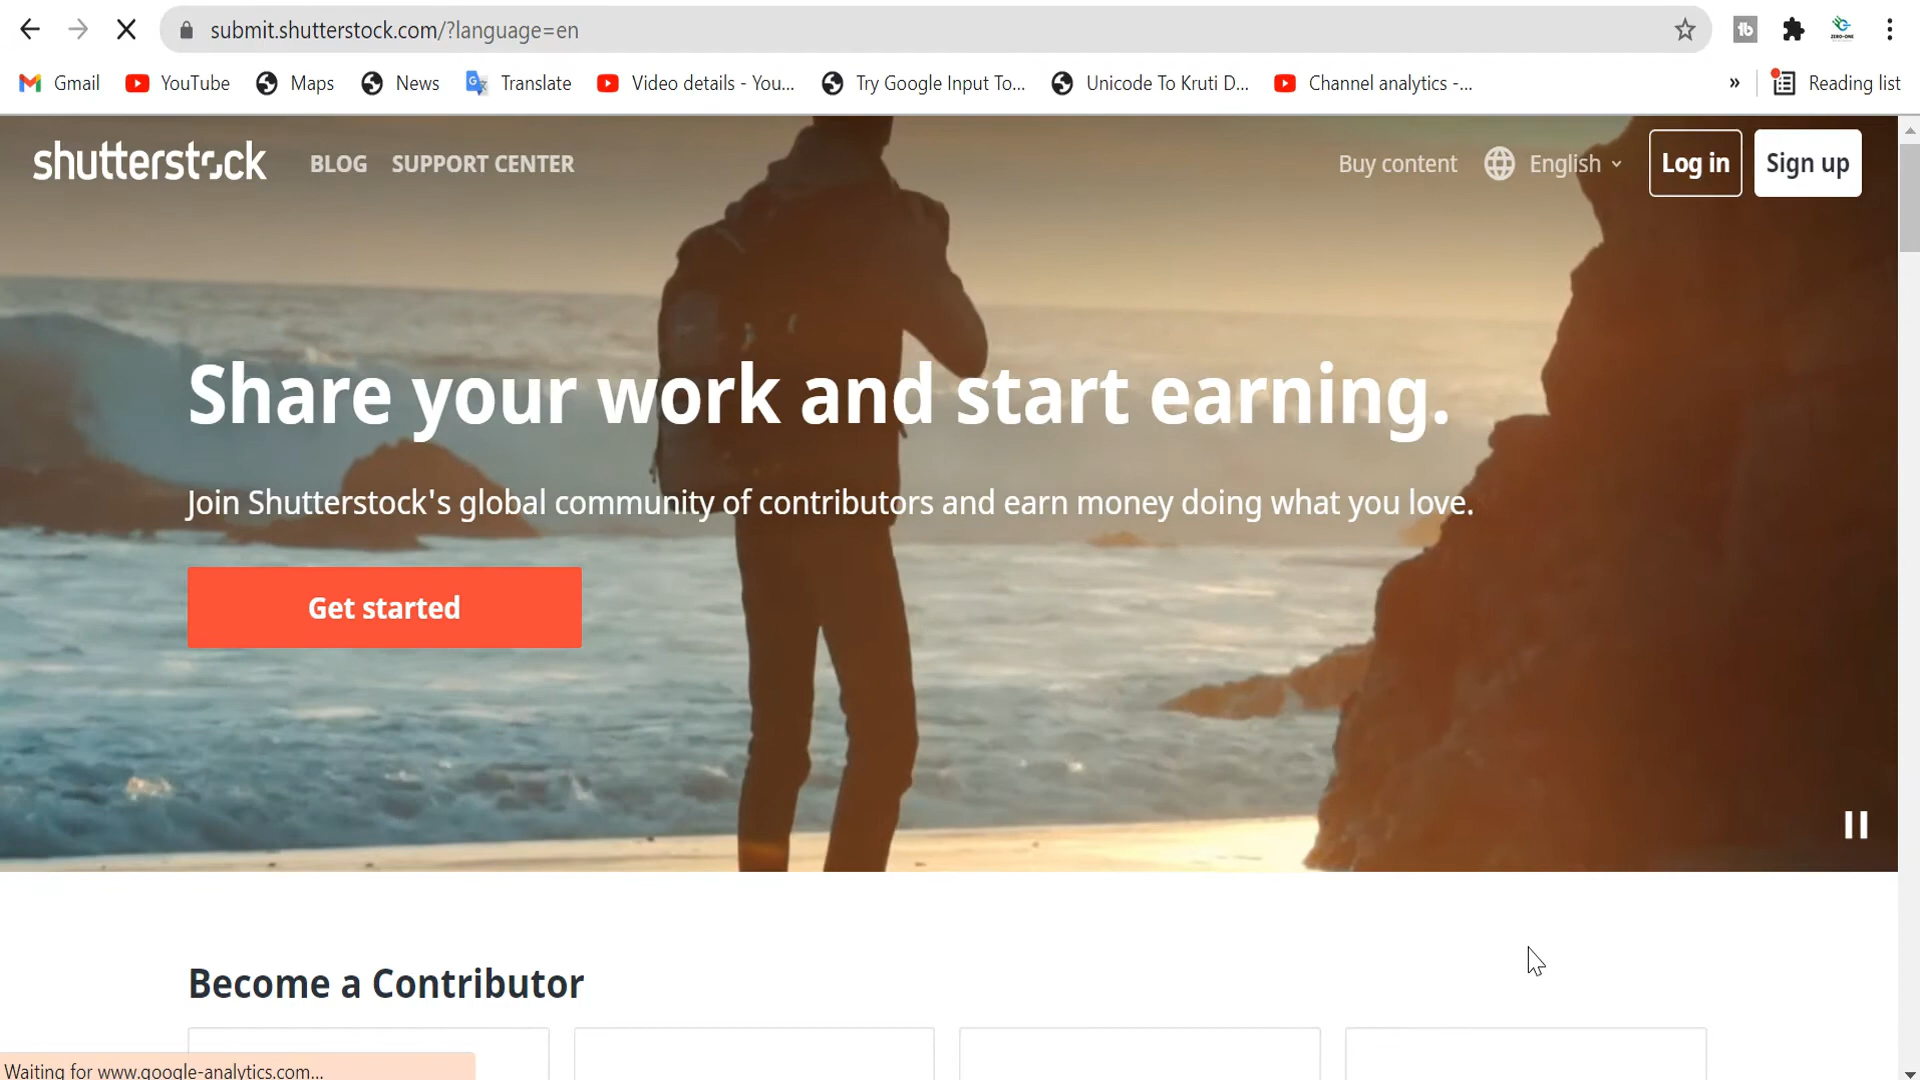 submit.shutterstock.com/?language=en
Gmail YouTube Maps News Translate Video details - You... Try Google Input To... Unicode To Kruti D... Channel analytics -... » Reading list
shutterstock BLOG SUPPORT CENTER Buy content English Log in Sign up
Share your work and start earning.
Join Shutterstock's global community of contributors and earn money doing what you love.
Get started
Become a Contributor
Waiting for www.google-analytics.com...